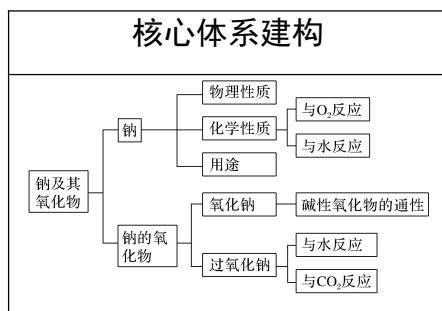 核心体系建构
物理性质
与O₂反应
钠
化学性质
与水反应
用途
钠及其
氧化物
氧化钠
碱性氧化物的通性
钠的氧
化物
与水反应
过氧化钠
与CO₂反应